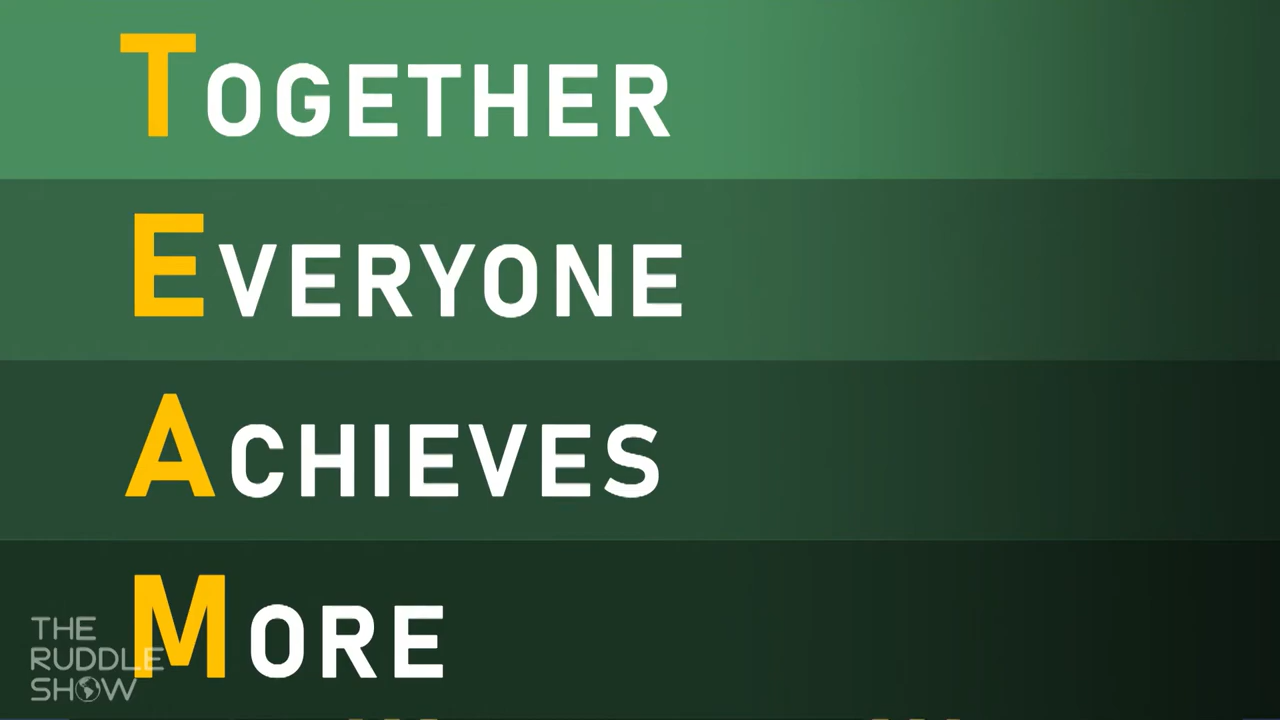 TOGETHER
EVERYONE
ACHIEVES
MORE
THE
RUDDLE
SHOW